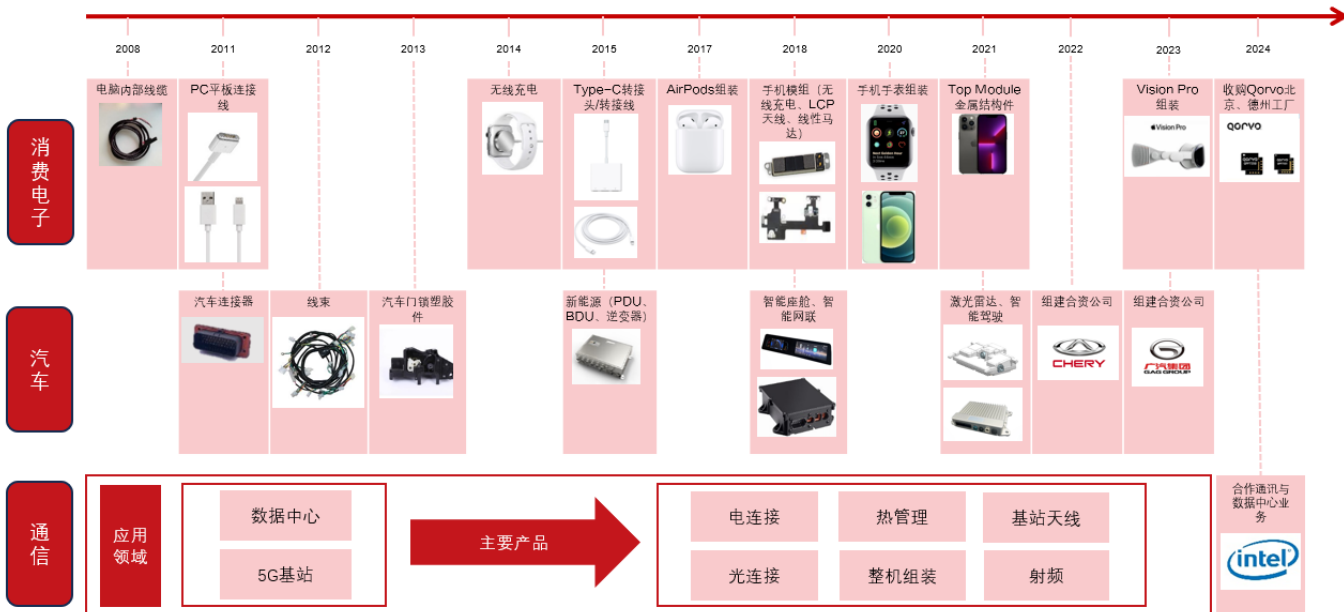 2008
2011
2012
2013
2014
2015
2017
2018
2020
2021
2022
2023
2024
消费电子
电脑内部线缆
PC平板连接
线
无线充电
Type-C转接
头/转接线
AirPods组装
手机模组（无
线充电、LCP
天线、线性马
达）
手机手表组装
Top Module
金属结构件
Vision Pro
组装
Vision Pro
收购Qorvo北
京、德州工厂
QORVO
汽车
汽车连接器
线束
汽车门锁塑胶
件
新能源（PDU、
BDU、逆变器）
智能座舱、智
能网联
激光雷达、智
能驾驶
组建合资公司
CHERY
组建合资公司
广汽集团
GAG GROUP
通信
应用
领域
数据中心
5G基站
主要产品
电连接
热管理
基站天线
光连接
整机组装
射频
合作通讯与
数据中心业
务
intel